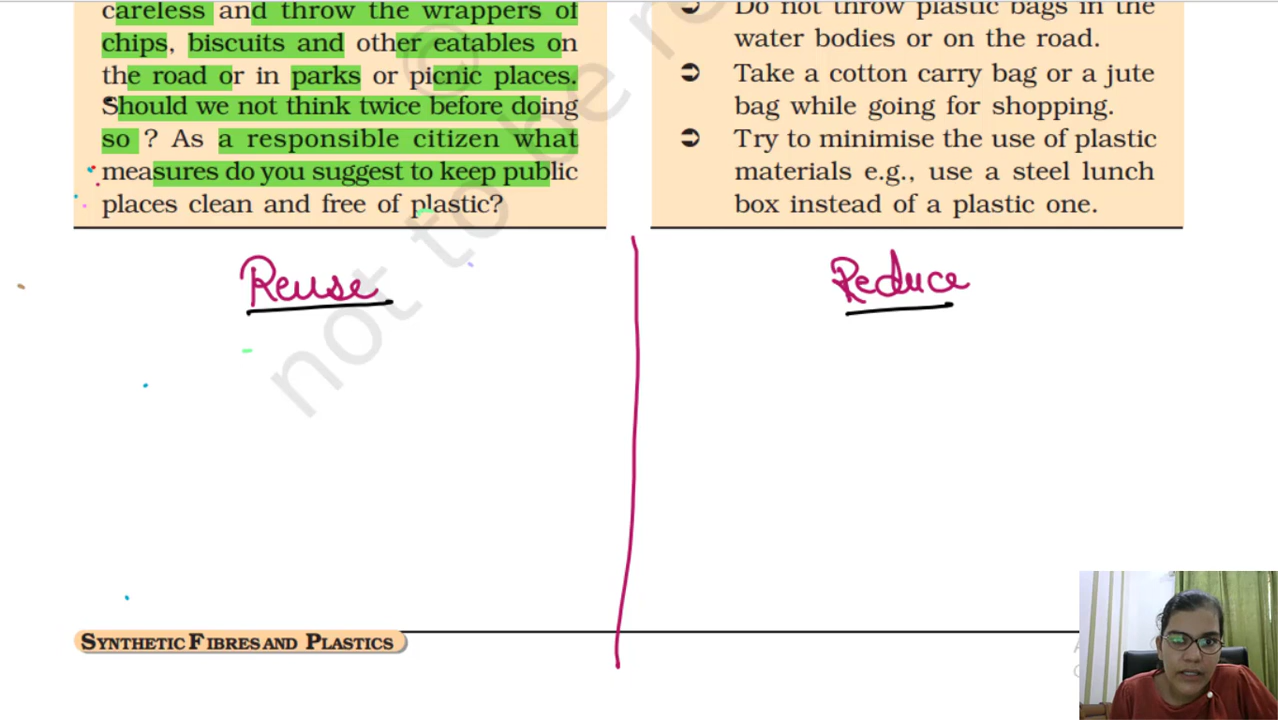 careless and throw the wrappers of
chips, biscuits and other eatables on
the road or in parks or picnic places.
Should we not think twice before doing
so ? As a responsible citizen what
measures do you suggest to keep public
places clean and free of plastic?
Do not throw plastic bags in the
water bodies or on the road.
➲ Take a cotton carry bag or a jute
bag while going for shopping.
➲ Try to minimise the use of plastic
materials e.g., use a steel lunch
box instead of a plastic one.
not to be re
©
Reuse
Reduce
SYNTHETIC FIBRES AND PLASTICS